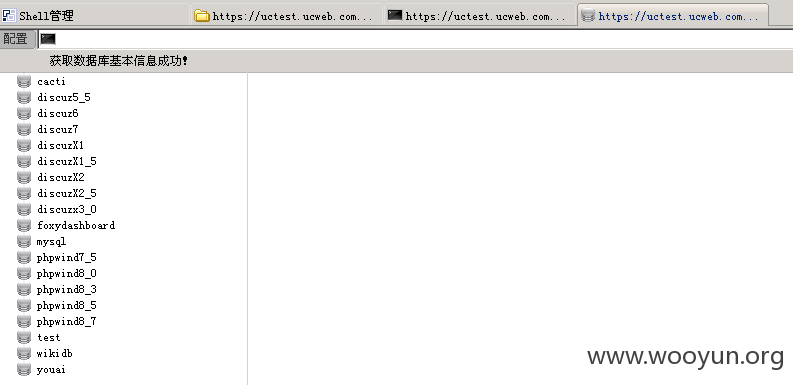 Shell管理 https://uctest.ucweb.com... https://uctest.ucweb.com... https://uctest.ucweb.com...
配置
获取数据库基本信息成功!
cacti
discuz5_5
discuz6
discuz7
discuzX1
discuzX1_5
discuzX2
discuzX2_5
discuzx3_0
foxydashboard
mysql
phpwind7_5
phpwind8_0
phpwind8_3
phpwind8_5
phpwind8_7
test
wikidb
youai
www.wooyun.org